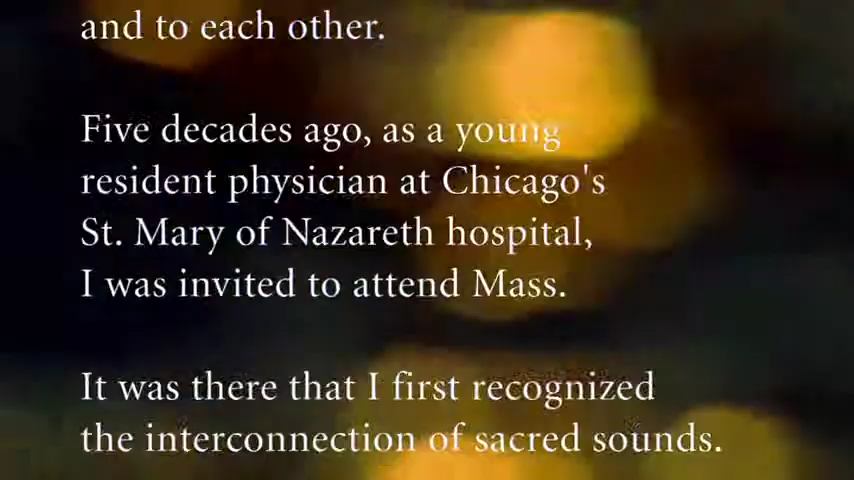 and to each other.
Five decades ago, as a young
resident physician at Chicago's
St. Mary of Nazareth hospital,
I was invited to attend Mass.
It was there that I first recognized
the interconnection of sacred sounds.